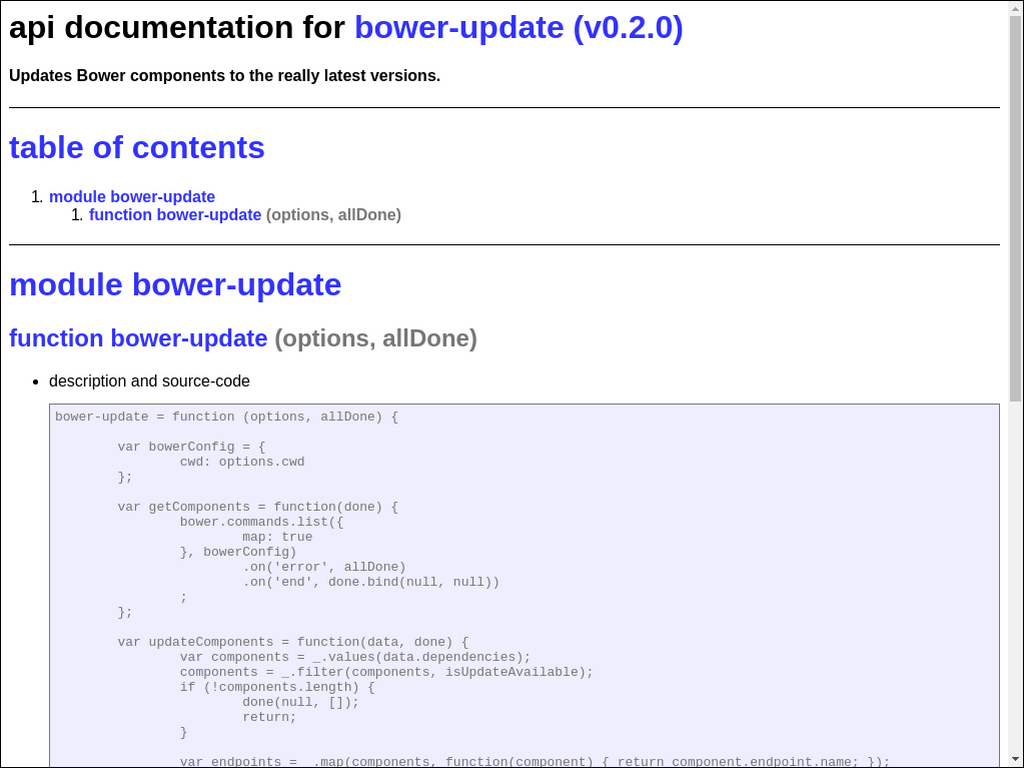 api documentation for bower-update (v0.2.0)
Updates Bower components to the really latest versions.
table of contents
1. module bower-update
1. function bower-update (options, allDone)
module bower-update
function bower-update (options, allDone)
• description and source-code
bower-update = function (options, allDone) {
var bowerConfig = {
cwd: options.cwd
};
var getComponents = function(done) {
bower.commands.list({
map: true
}, bowerConfig)
.on('error', allDone)
.on('end', done.bind(null, null))
;
};
var updateComponents = function(data, done) {
var components = _.values(data.dependencies);
components = _.filter(components, isUpdateAvailable);
if (!components.length) {
done(null, []);
return;
}
var endpoints = _.map(components, function(component) { return component.endpoint.name; });